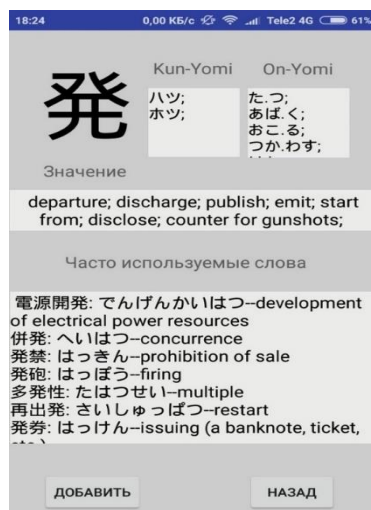 18:24 0,00 КБ/с Tele2 4G 61%
発
Kun-Yomi On-Yomi
ハツ; た.つ;
ホツ; あば.く;
おこ.る;
つか.わす;
Значение
departure; discharge; publish; emit; start
from; disclose; counter for gunshots;
Часто используемые слова
電源開発: でんげんかいはつ--development
of electrical power resources
併発: へいはつ--concurrence
発禁: はっきん--prohibition of sale
発砲: はっぽう--firing
多発性: たはつせい--multiple
再出発: さいしゅっぱつ--restart
発券: はっけん--issuing (a banknote, ticket,
ДОБАВИТЬ НАЗАД